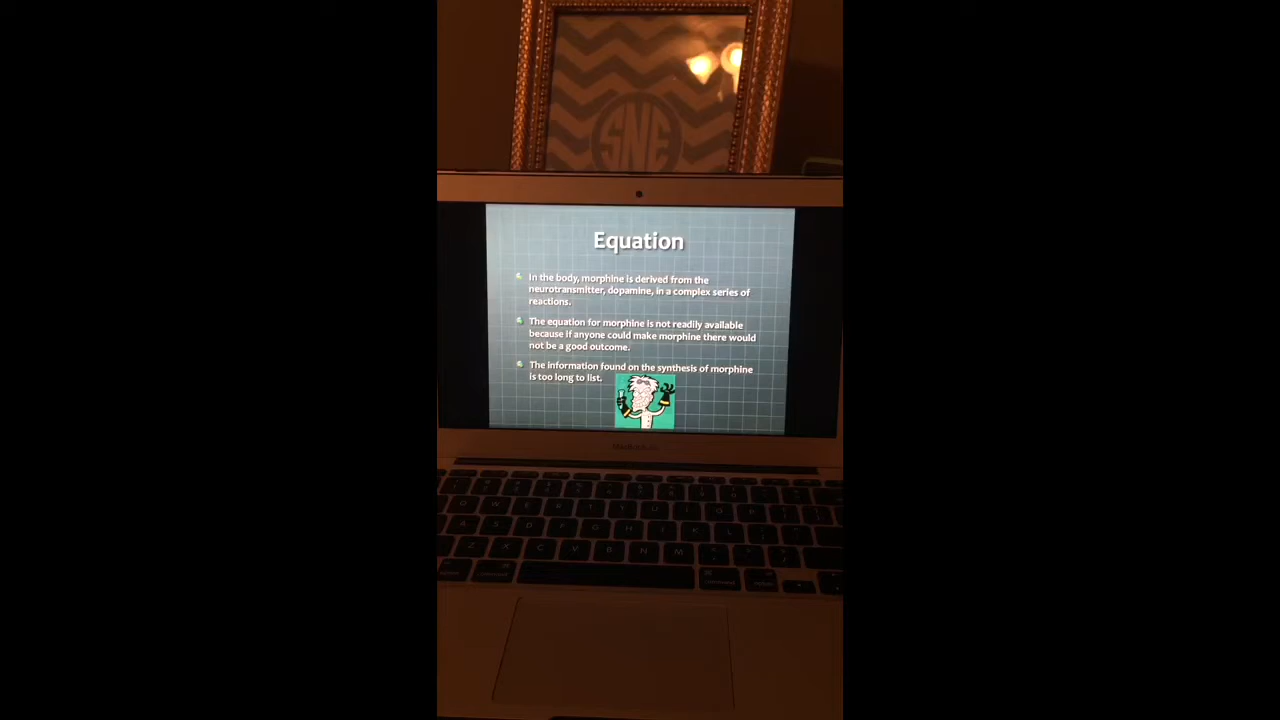 SNE
Equation
In the body, morphine is derived from the
neurotransmitter, dopamine, in a complex series of
reactions.
The equation for morphine is not readily available
because if anyone could make morphine there would
not be a good outcome.
The information found on the synthesis of morphine
is too long to list.